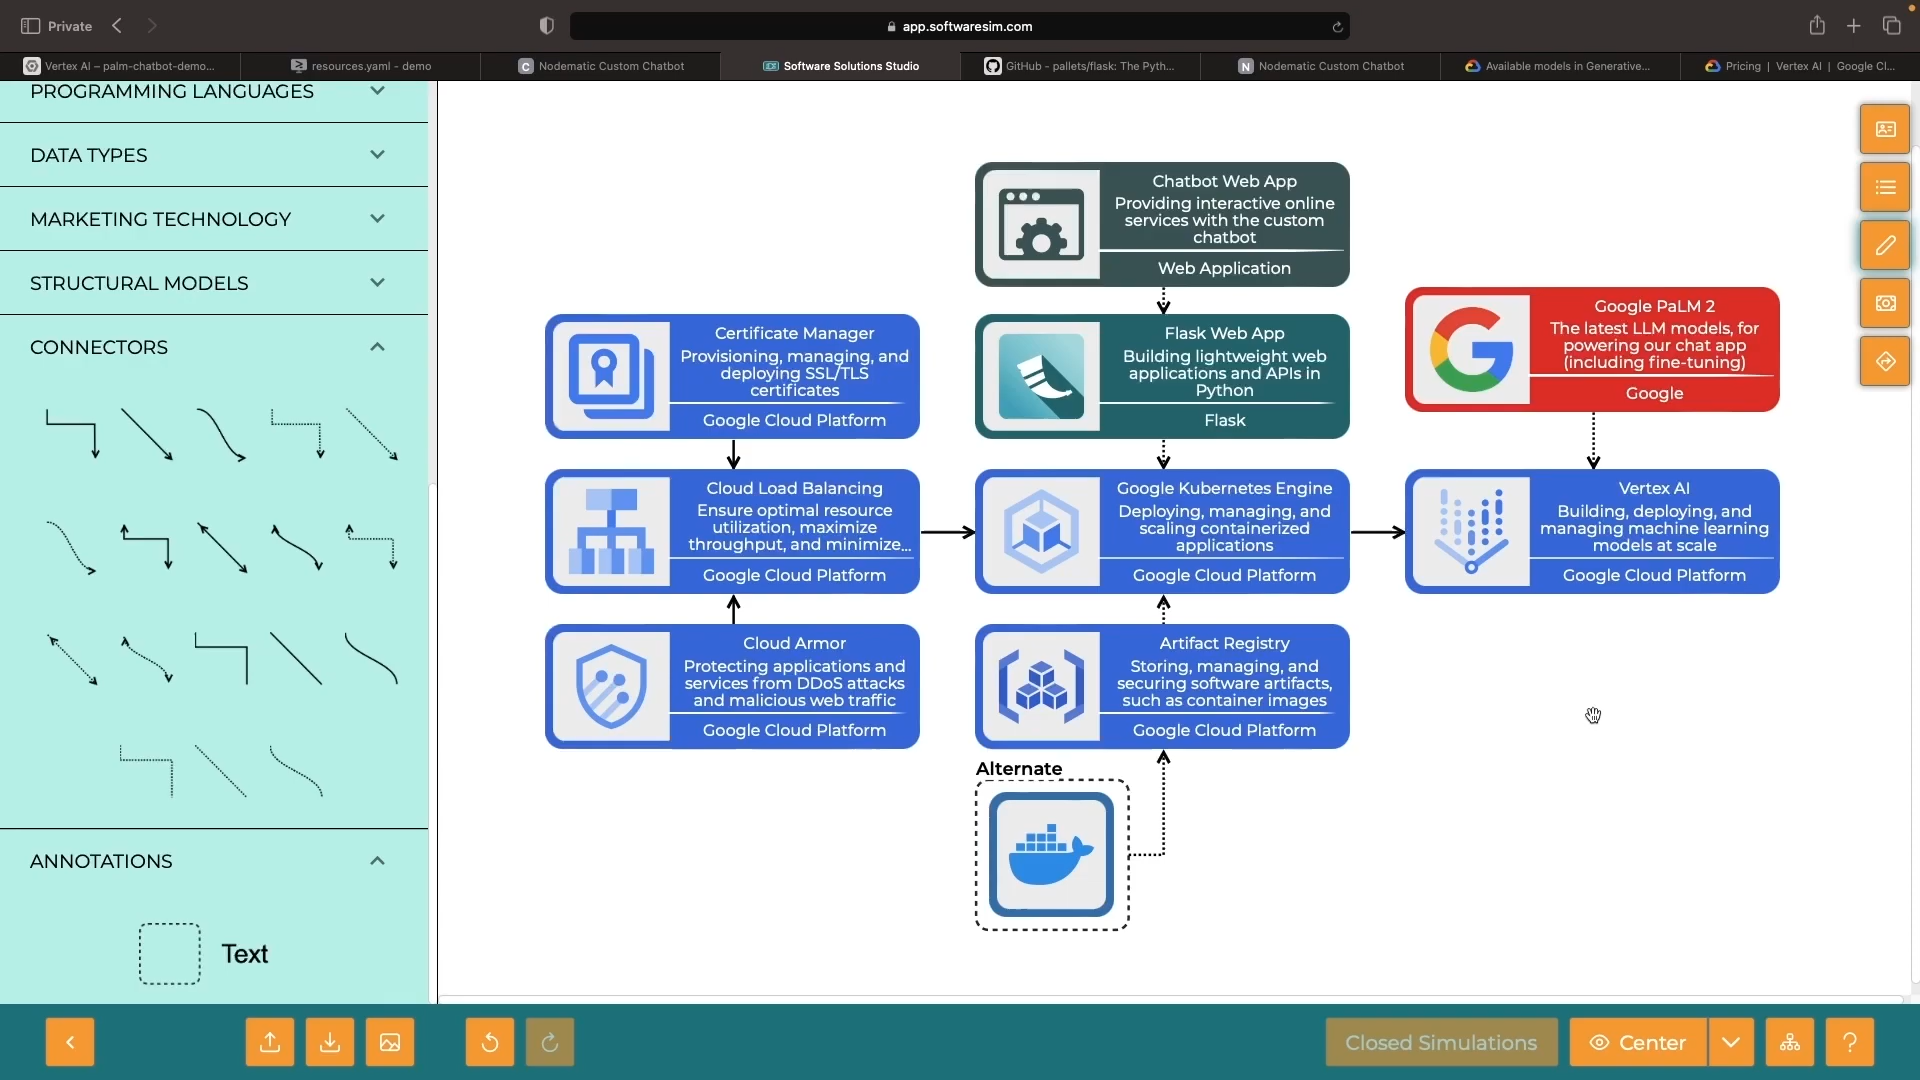 Private
app.softwaresim.com
Vertex AI – palm-chatbot-demo...
resources.yaml - demo
C Nodematic Custom Chatbot
Software Solutions Studio
GitHub - pallets/flask: The Pyth...
N Nodematic Custom Chatbot
Available models in Generative...
Pricing | Vertex AI | Google Cl...
PROGRAMMING LANGUAGES
DATA TYPES
MARKETING TECHNOLOGY
STRUCTURAL MODELS
CONNECTORS
ANNOTATIONS
Text
Chatbot Web App
Providing interactive online
services with the custom
chatbot
Web Application
Certificate Manager
Provisioning, managing, and
deploying SSL/TLS
certificates
Google Cloud Platform
Flask Web App
Building lightweight web
applications and APIs in
Python
Flask
Google PaLM 2
The latest LLM models, for
powering our chat app
(including fine-tuning)
Google
Cloud Load Balancing
Ensure optimal resource
utilization, maximize
throughput, and minimize...
Google Cloud Platform
Google Kubernetes Engine
Deploying, managing, and
scaling containerized
applications
Google Cloud Platform
Vertex AI
Building, deploying, and
managing machine learning
models at scale
Google Cloud Platform
Cloud Armor
Protecting applications and
services from DDoS attacks
and malicious web traffic
Google Cloud Platform
Artifact Registry
Storing, managing, and
securing software artifacts,
such as container images
Google Cloud Platform
Alternate
Closed Simulations
Center
?